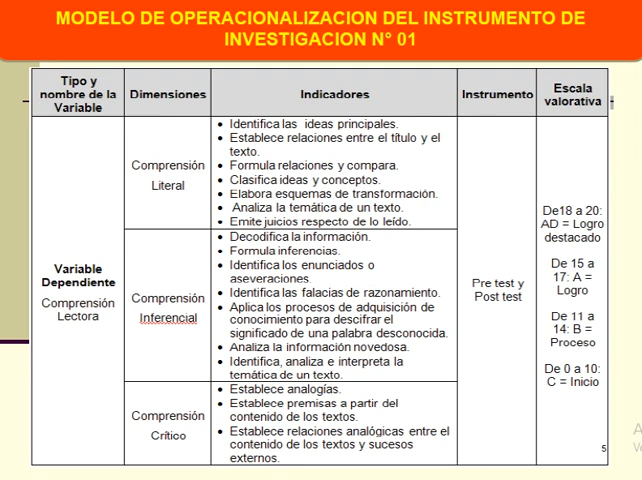 MODELO DE OPERACIONALIZACION DEL INSTRUMENTO DE
INVESTIGACION N° 01
Tipo y
nombre de la
Variable
Dimensiones
Indicadores
Instrumento
Escala
valorativa
Variable
Dependiente
Comprensión
Lectora
Comprensión
Literal
• Identifica las ideas principales.
• Establece relaciones entre el título y el
texto.
• Formula relaciones y compara.
• Clasifica ideas y conceptos.
• Elabora esquemas de transformación.
• Analiza la temática de un texto.
• Emite juicios respecto de lo leído.
Comprensión
Inferencial
• Decodifica la información.
• Formula inferencias.
• Identifica los enunciados o
aseveraciones.
• Identifica las falacias de razonamiento.
• Aplica los procesos de adquisición de
conocimiento para descifrar el
significado de una palabra desconocida.
• Analiza la información novedosa.
• Identifica, analiza e interpreta la
temática de un texto.
Comprensión
Crítico
• Establece analogías.
• Establece premisas a partir del
contenido de los textos.
• Establece relaciones analógicas entre el
contenido de los textos y sucesos
externos.
Pre test y
Post test
De18 a 20:
AD = Logro
destacado
De 15 a
17: A =
Logro
De 11 a
14: B =
Proceso
De 0 a 10:
C = Inicio
5